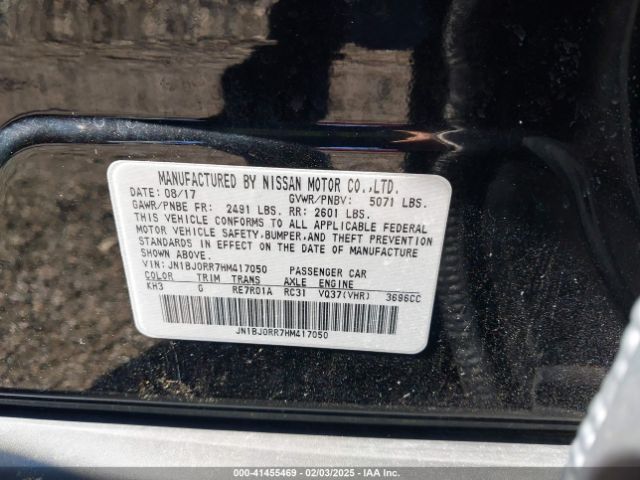 MANUFACTURED BY NISSAN MOTOR CO.,LTD.
DATE: 08/17 GVWR/PNBV: 5071 LBS.
GAWR/PNBE FR: 2491 LBS. RR: 2601 LBS.
THIS VEHICLE CONFORMS TO ALL APPLICABLE FEDERAL
MOTOR VEHICLE SAFETY,BUMPER,AND THEFT PREVENTION
STANDARDS IN EFFECT ON THE DATE OF MANUFACTURE
SHOWN ABOVE.
VIN: JN1BJ0RR7HM417050 PASSENGER CAR
COLOR TRIM TRANS AXLE ENGINE
KH3 G RE7R01A RC31 VQ37(VHR) 3696CC
JN1BJ0RR7HM417050
000-41455469 - 02/03/2025 - IAA Inc.